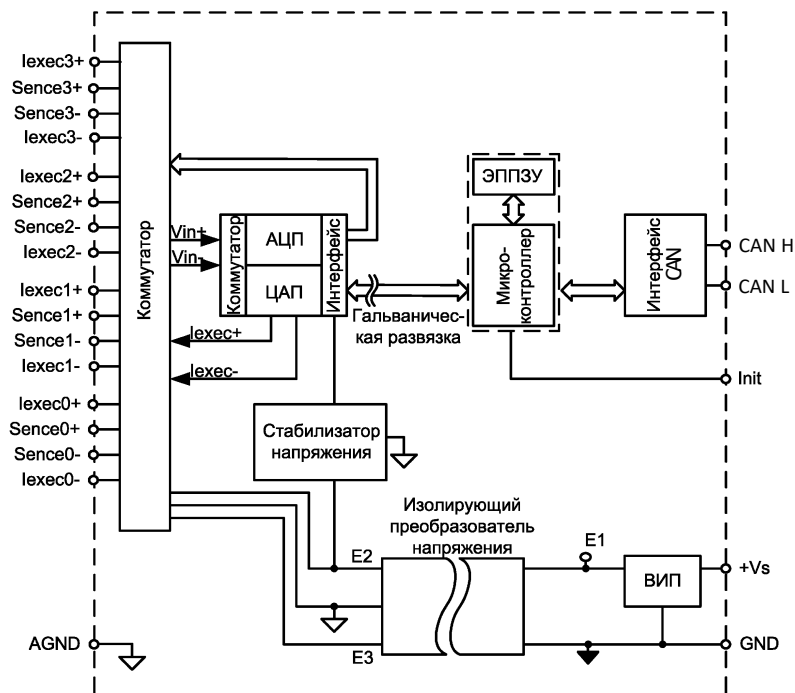 Iexec3+
Sence3+
Sence3-
Iexec3-
Iexec2+
Sence2+
Sence2-
Iexec2-
Iexec1+
Sence1+
Sence1-
Iexec1-
Iexec0+
Sence0+
Sence0-
Iexec0-
AGND
Коммутатор
Vin+
Vin-
Iexec+
Iexec-
Коммутатор
АЦП
ЦАП
Интерфейс
Гальваничес-
кая развязка
ЭППЗУ
Микро-
контроллер
Интерфейс
CAN
CAN H
CAN L
Init
Стабилизатор
напряжения
Изолирующий
преобразователь
напряжения
E2
E3
E1
ВИП
+Vs
GND